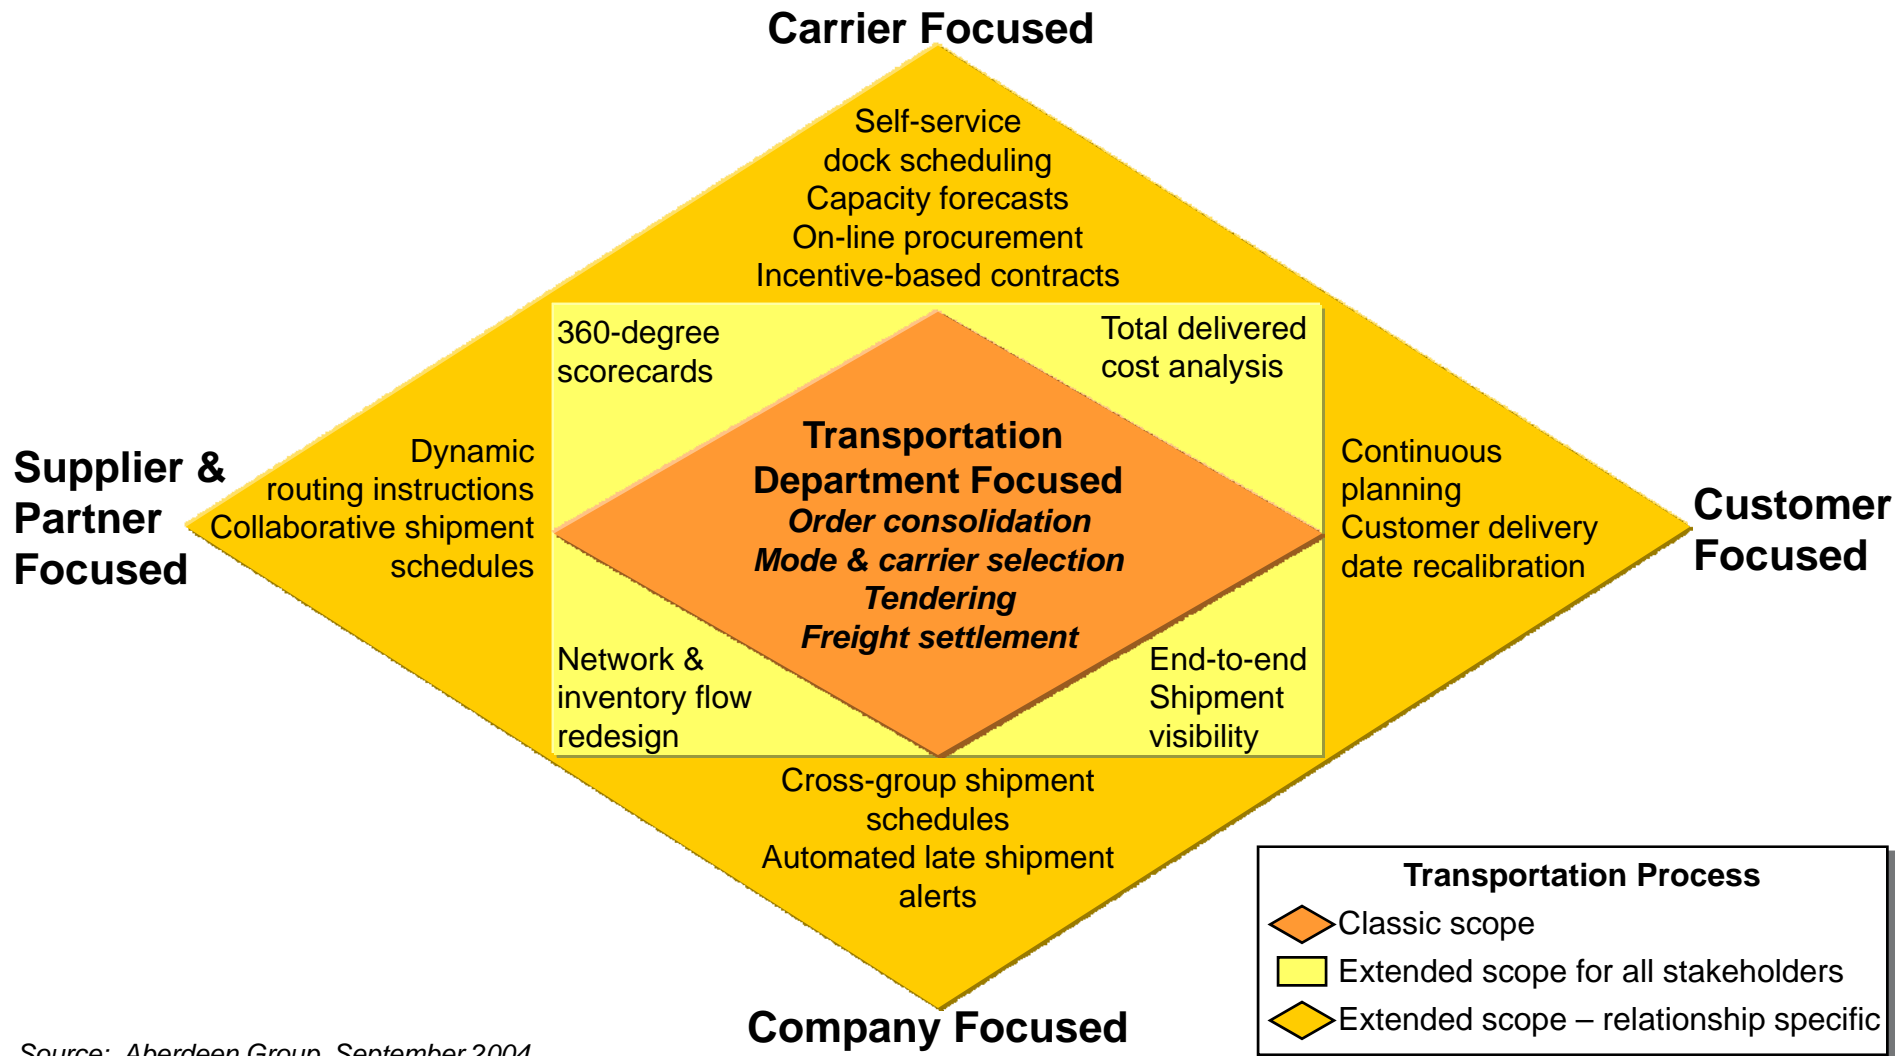 Carrier Focused
Self-service
dock scheduling
Capacity forecasts
On-line procurement
Incentive-based contracts
360-degree
scorecards
Total delivered
cost analysis
Supplier &
Partner
Focused
Dynamic
routing instructions
Collaborative shipment
schedules
Transportation
Department Focused
Order consolidation
Mode & carrier selection
Tendering
Freight settlement
Continuous
planning
Customer delivery
date recalibration
Customer
Focused
Network &
inventory flow
redesign
End-to-end
Shipment
visibility
Cross-group shipment
schedules
Automated late shipment
alerts
Company Focused
Transportation Process
Classic scope
Extended scope for all stakeholders
Extended scope – relationship specific
Source: Aberdeen Group, September 2004